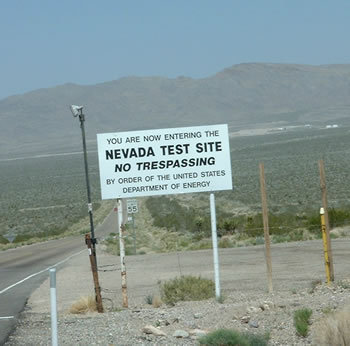 YOU ARE NOW ENTERING THE
NEVADA TEST SITE
NO TRESPASSING
BY ORDER OF THE UNITED STATES
DEPARTMENT OF ENERGY
55